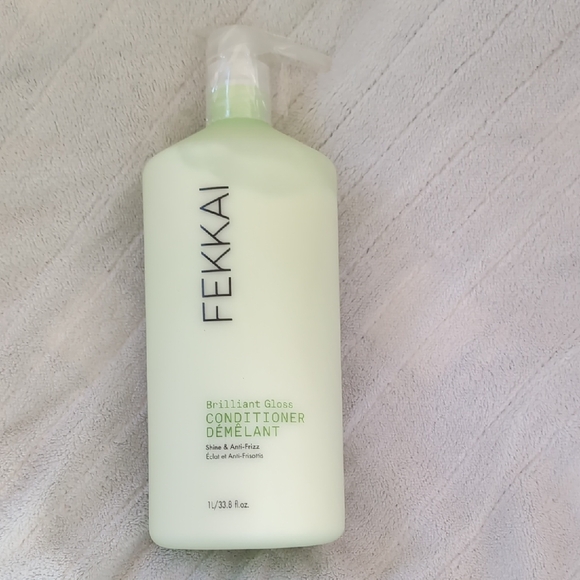 FEKKAI
Brilliant Gloss
CONDITIONER
DÉMÊLANT
Shine & Anti-Frizz
Éclat et Anti-Frisottis
1L/33.8 fl.oz.